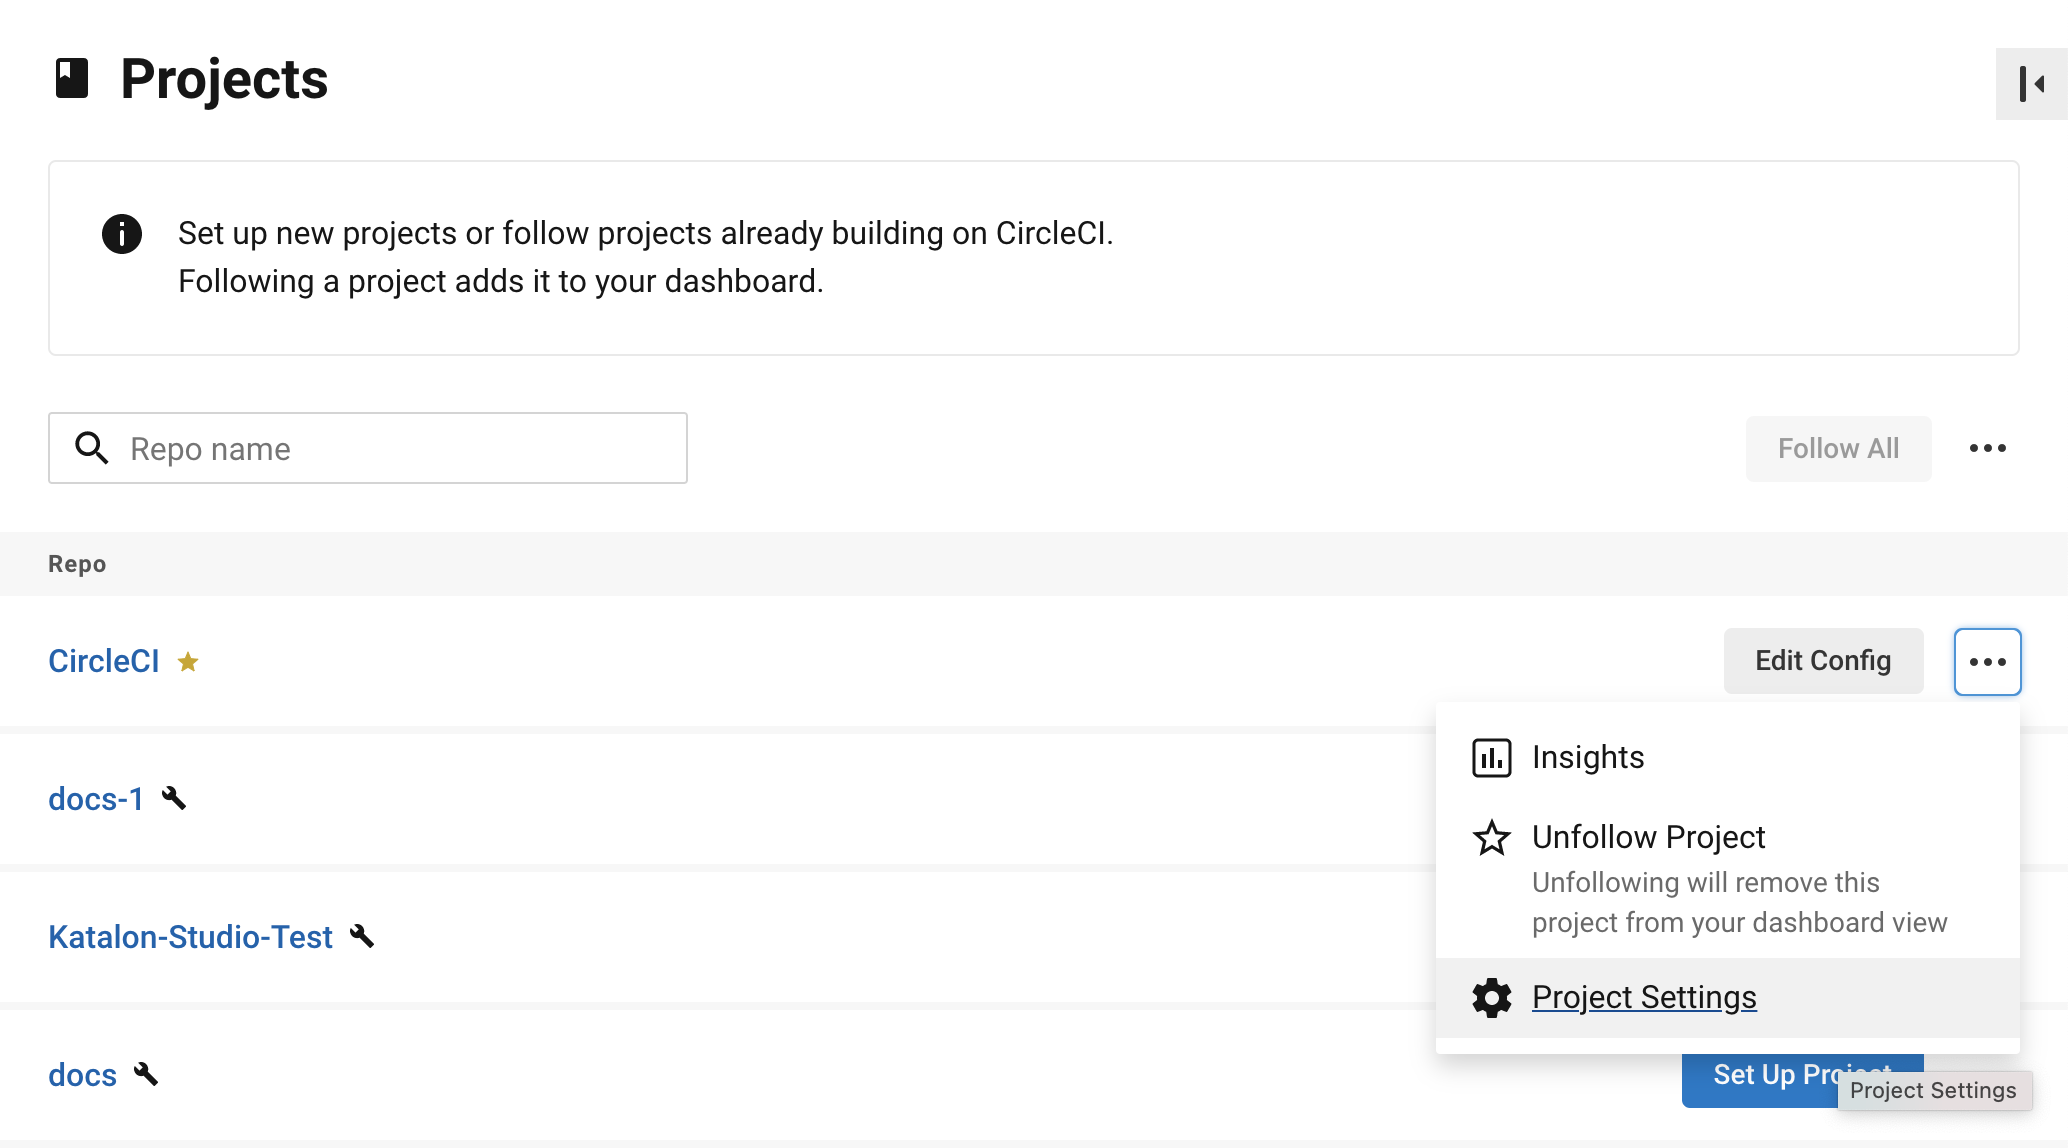 Projects
Set up new projects or follow projects already building on CircleCI.
Following a project adds it to your dashboard.
Repo name
Follow All
Repo
CircleCI
Edit Config
Insights
docs-1
Unfollow Project
Unfollowing will remove this
project from your dashboard view
Katalon-Studio-Test
Project Settings
docs
Set Up Project
Project Settings